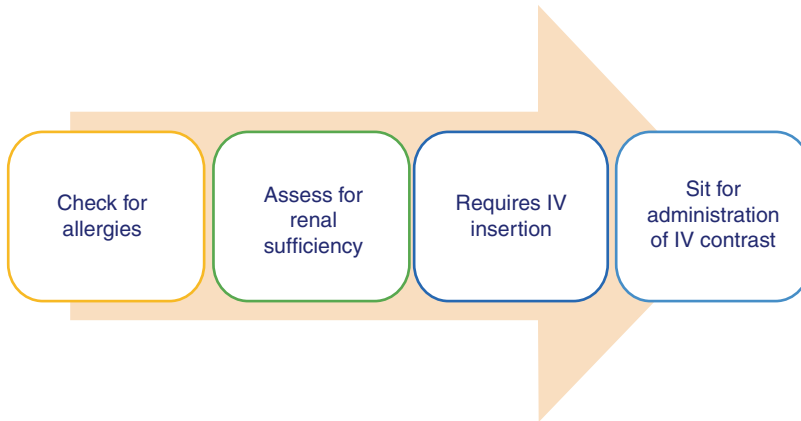 Check for
allergies
Assess for
renal
sufficiency
Requires IV
insertion
Sit for
administration
of IV contrast